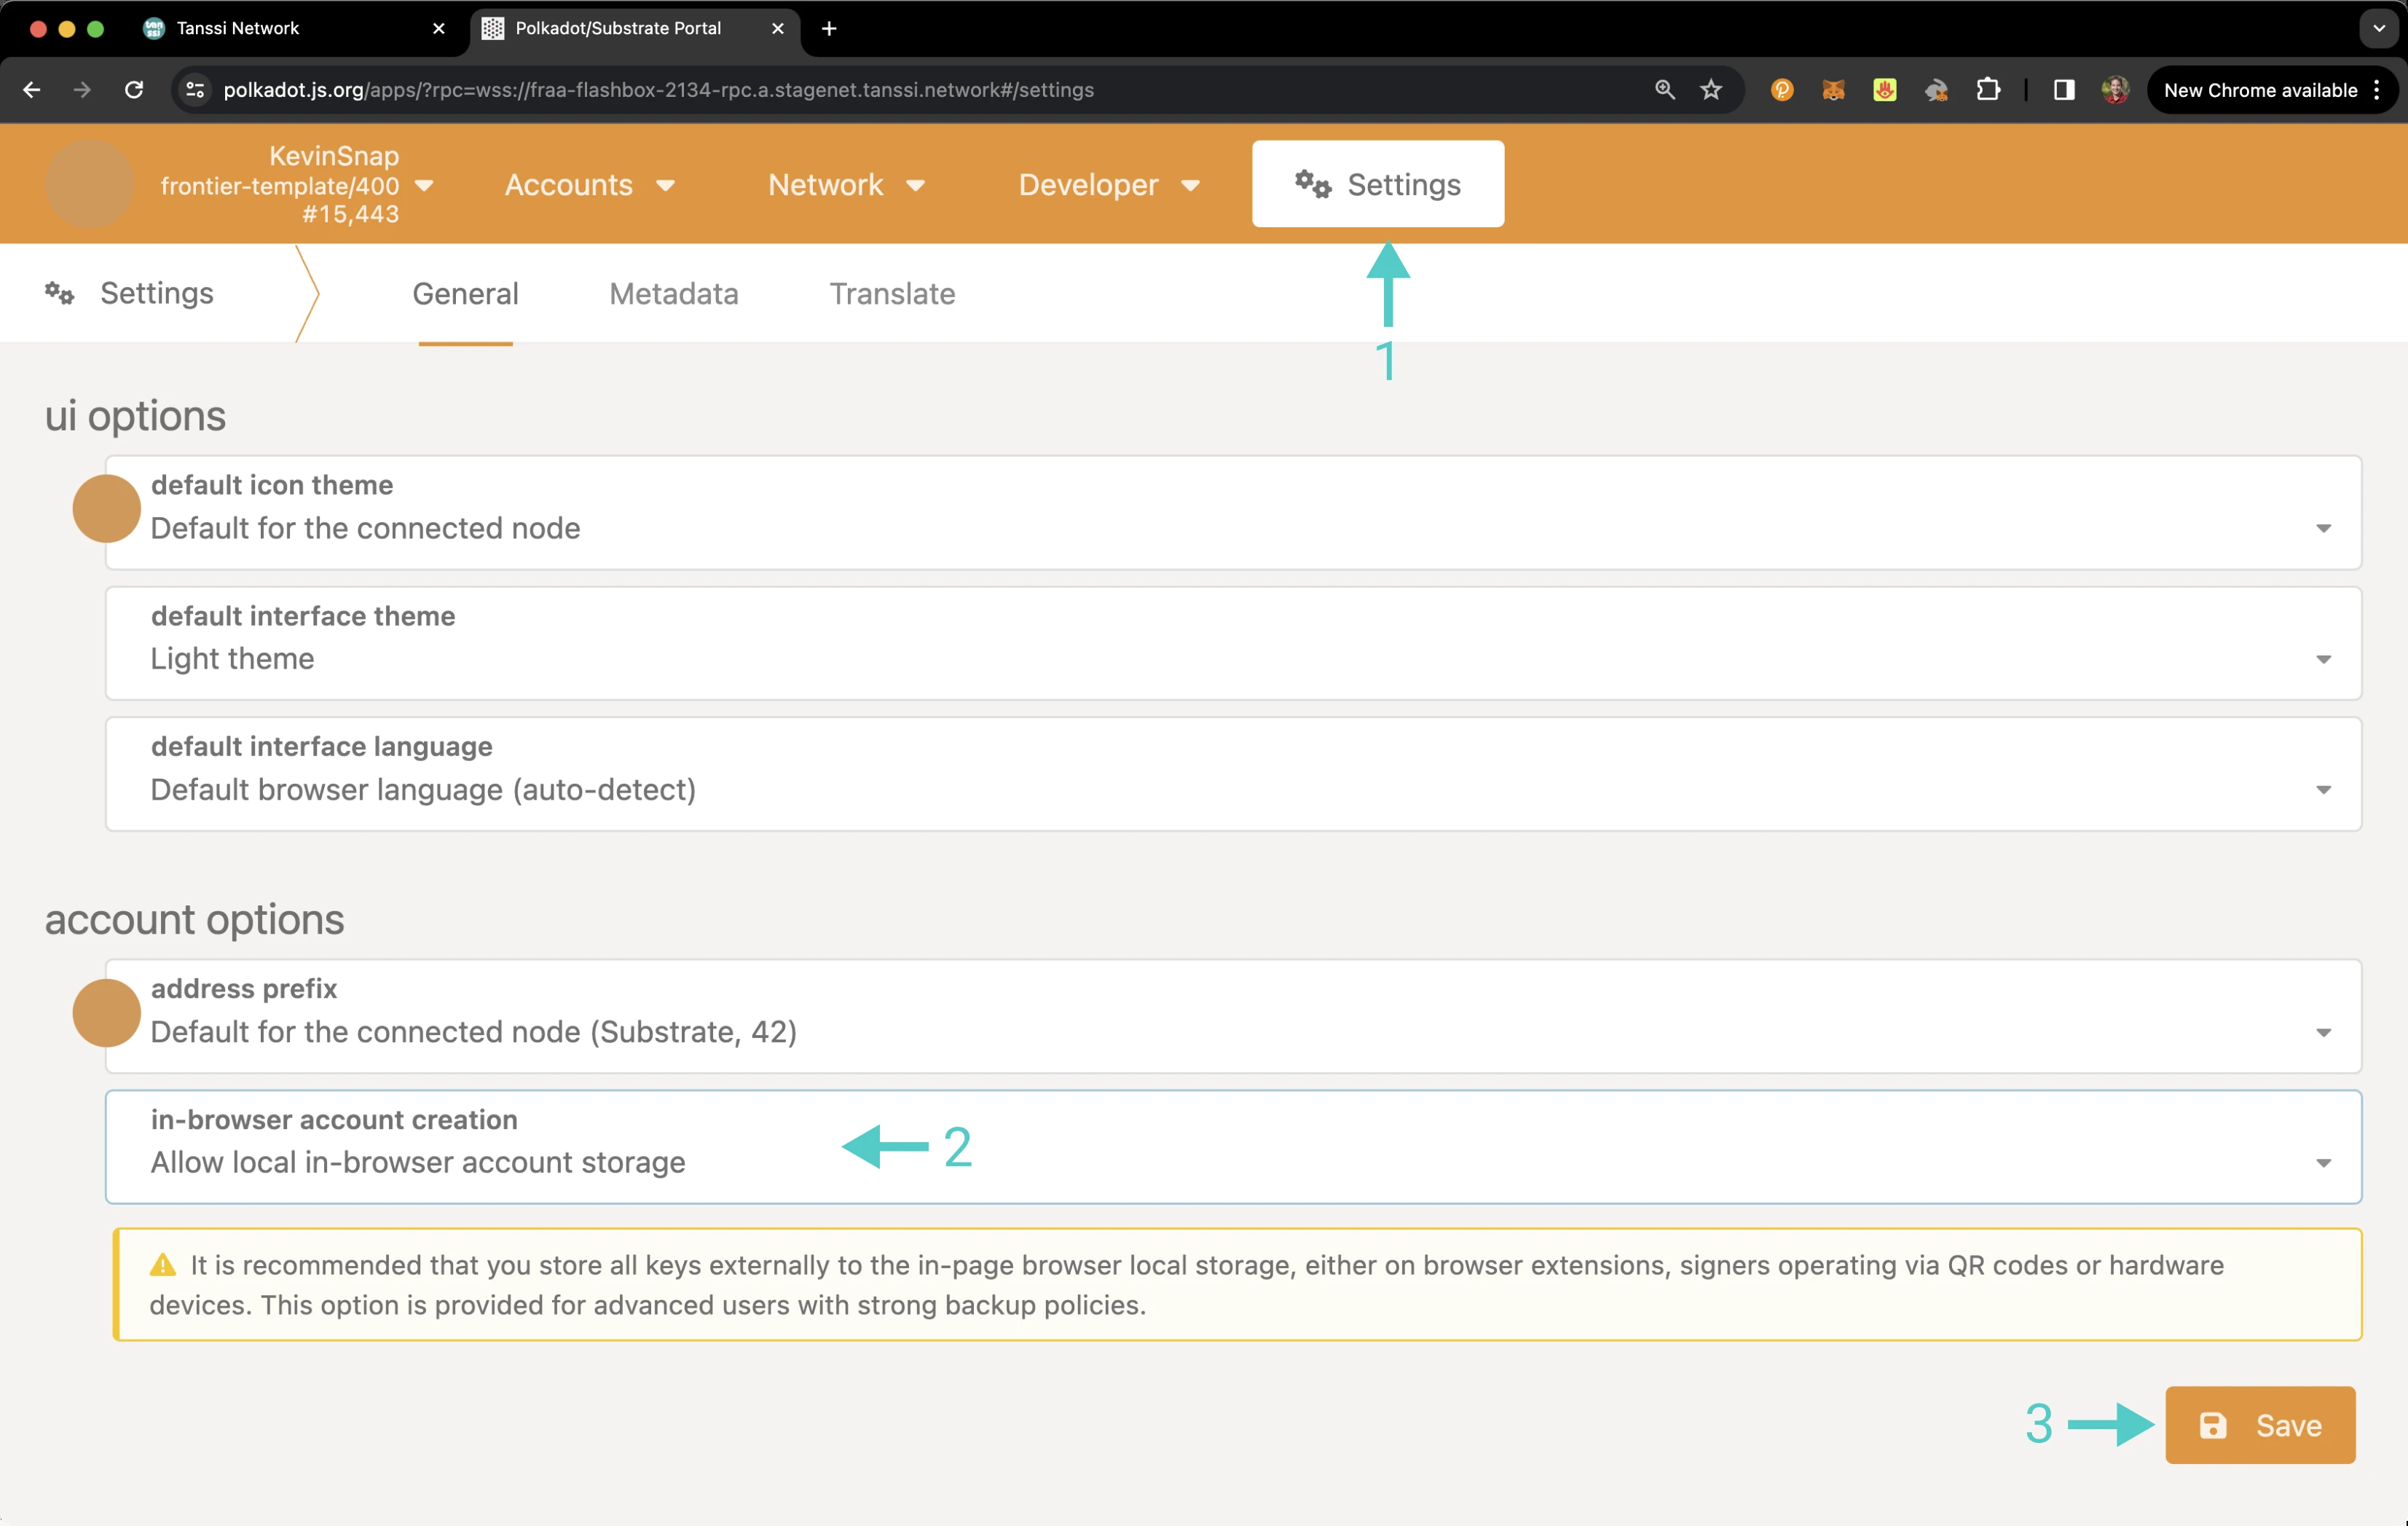 Tanssi Network
Polkadot/Substrate Portal
polkadot.js.org/apps/?rpc=wss://fraa-flashbox-2134-rpc.a.stagenet.tanssi.network#/settings
New Chrome available
KevinSnap
frontier-template/400
#15,443
Accounts
Network
Developer
Settings
Settings
General
Metadata
Translate
1
ui options
default icon theme
Default for the connected node
default interface theme
Light theme
default interface language
Default browser language (auto-detect)
account options
address prefix
Default for the connected node (Substrate, 42)
in-browser account creation
Allow local in-browser account storage
2
It is recommended that you store all keys externally to the in-page browser local storage, either on browser extensions, signers operating via QR codes or hardware
devices. This option is provided for advanced users with strong backup policies.
3
Save